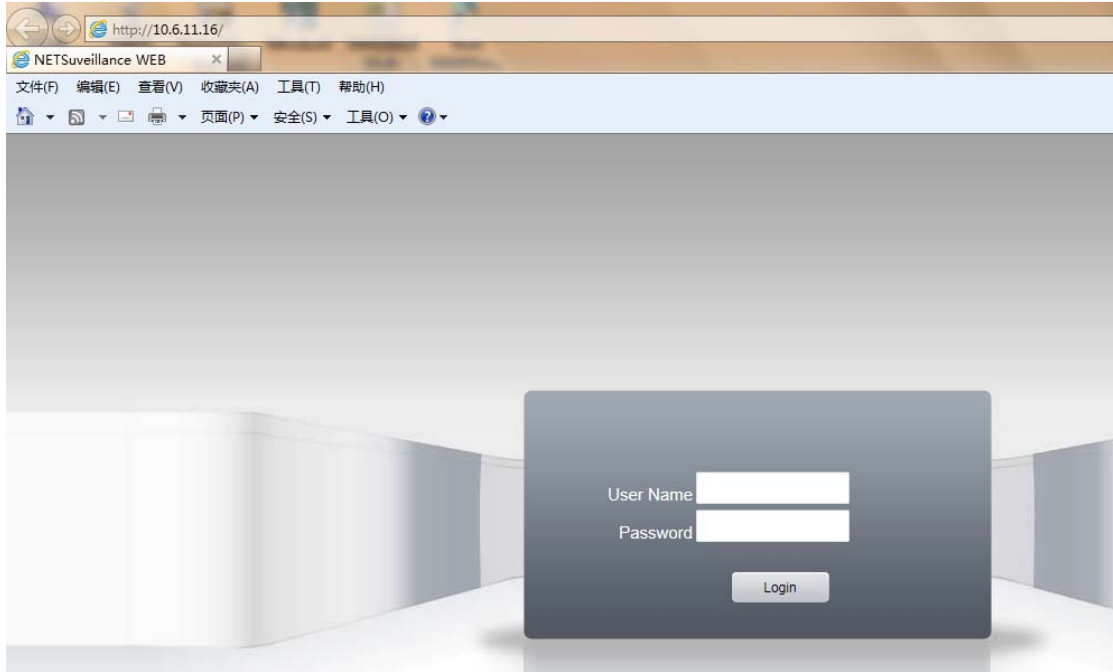 http://10.6.11.16/
NETSuveillance WEB
文件(F) 编辑(E) 查看(V) 收藏夹(A) 工具(T) 帮助(H)
页面(P) 安全(S) 工具(O)
User Name
Password
Login